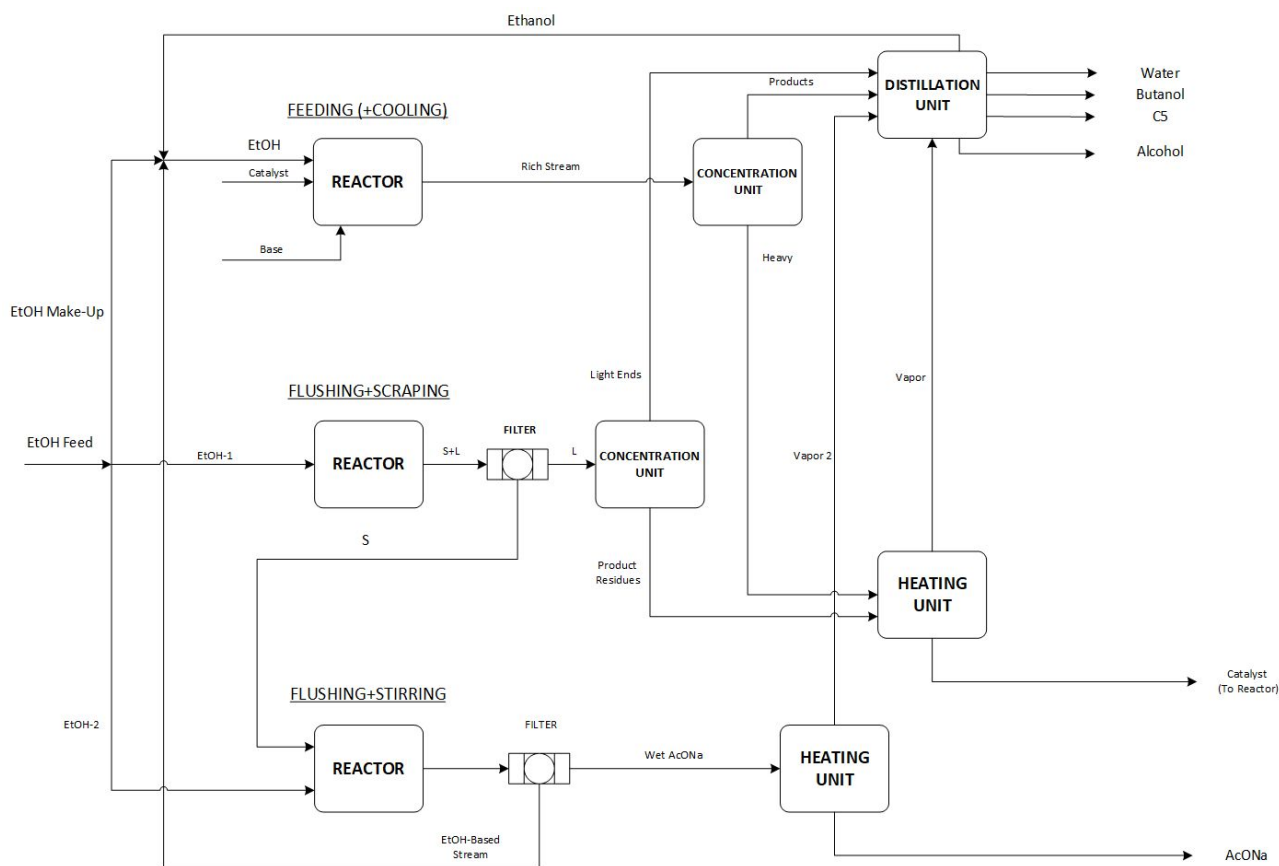 Ethanol
Products
DISTILLATION
UNIT
Water
Butanol
C5
Alcohol
FEEDING (+COOLING)
EtOH
Catalyst
REACTOR
Base
Rich Stream
CONCENTRATION
UNIT
Heavy
EtOH Make-Up
Light Ends
Vapor
FLUSHING+SCRAPING
EtOH Feed
EtOH-1
REACTOR
S+L
FILTER
L
CONCENTRATION
UNIT
Vapor 2
S
Product
Residues
HEATING
UNIT
Catalyst
(To Reactor)
FLUSHING+STIRRING
EtOH-2
REACTOR
FILTER
Wet AcONa
HEATING
UNIT
EtOH-Based
Stream
AcONa